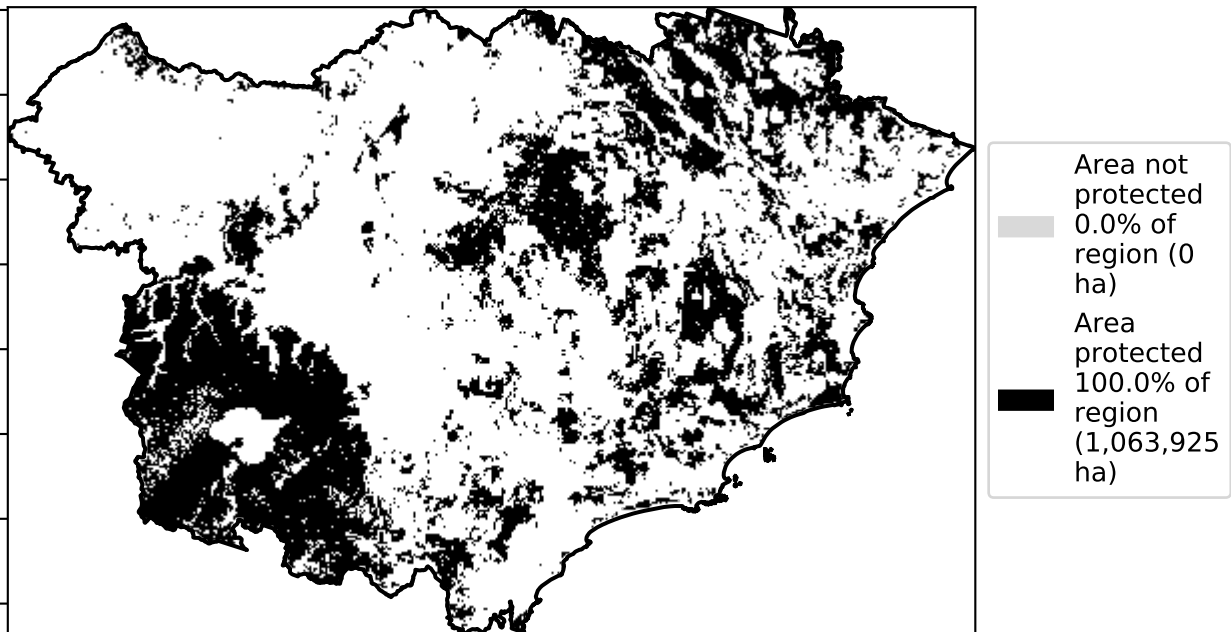 Area not
protected
0.0% of
region (0
ha)
Area
protected
100.0% of
region
(1,063,925
ha)